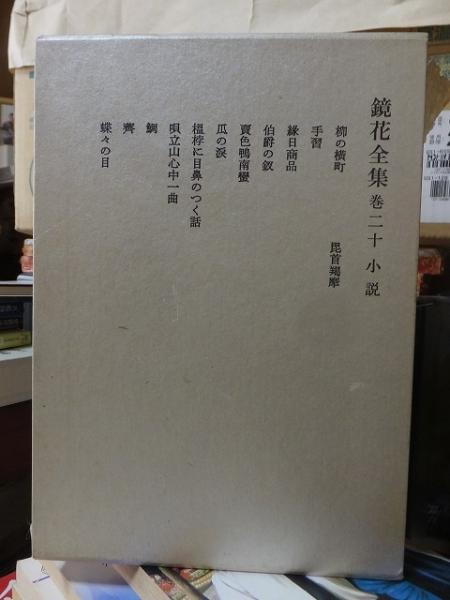 鏡花全集 巻二十 小説
柳の横町
毘首羯摩
手習
縁日商品
伯爵の釵
賣色鴨南蠻
瓜の涙
榲桲に目鼻のつく話
唄立山心中一曲
鯛
雛
蝶々の目